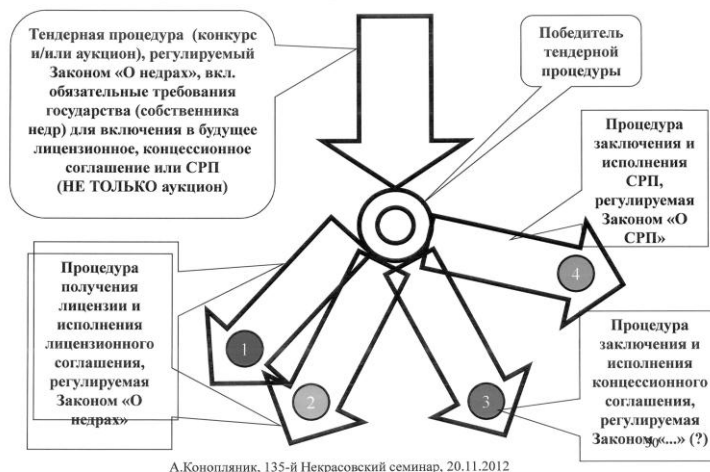 Тендерная процедура (конкурс
и/или аукцион), регулируемый
Законом «О недрах», вкл.
обязательные требования
государства (собственника
недр) для включения в будущее
лицензионное, концессионное
соглашение или СРП
(НЕ ТОЛЬКО аукцион)
Победитель
тендерной
процедуры
Процедура
заключения и
исполнения
СРП,
регулируемая
Законом «О
СРП»
Процедура
получения
лицензии и
исполнения
лицензионного
соглашения,
регулируемая
Законом «О
недрах»
1
2
3
4
Процедура
заключения и
исполнения
концессионного
соглашения,
регулируемая
Законом «...» (?)
90
А.Конопляник, 135-й Некрасовский семинар, 20.11.2012